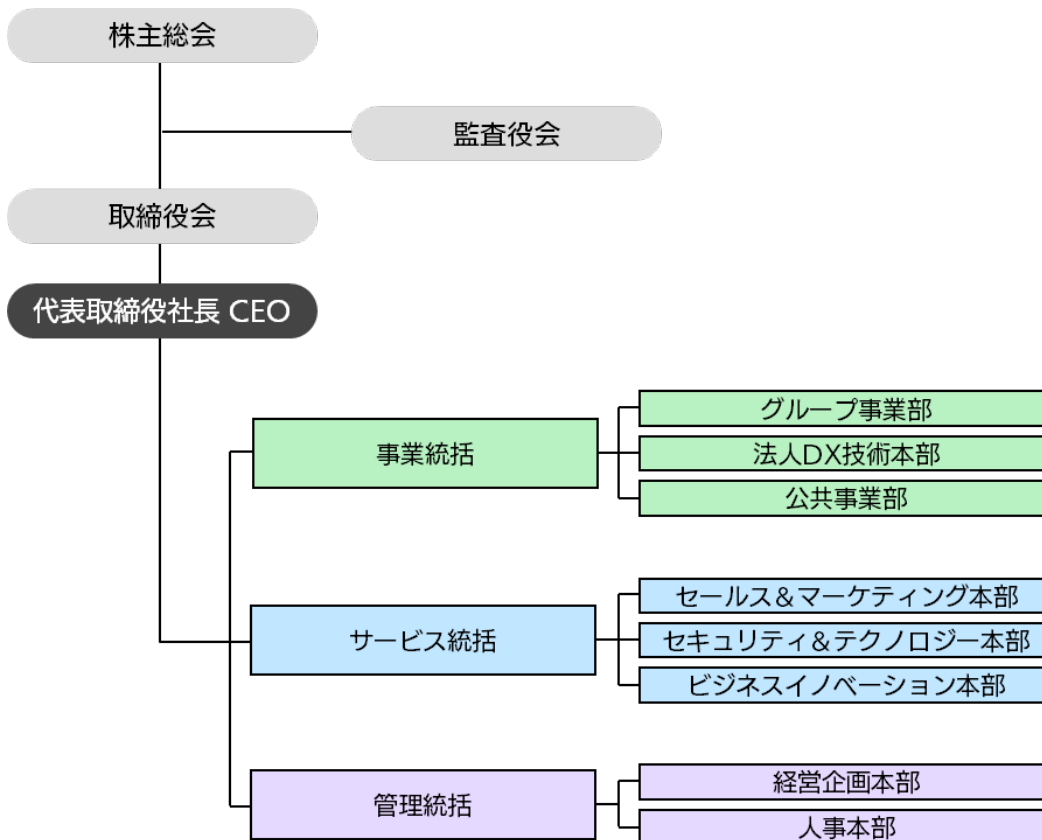 株主総会
監査役会
取締役会
代表取締役社長 CEO
事業統括
グループ事業部
法人DX技術本部
公共事業部
サービス統括
セールス＆マーケティング本部
セキュリティ＆テクノロジー本部
ビジネスイノベーション本部
管理統括
経営企画本部
人事本部